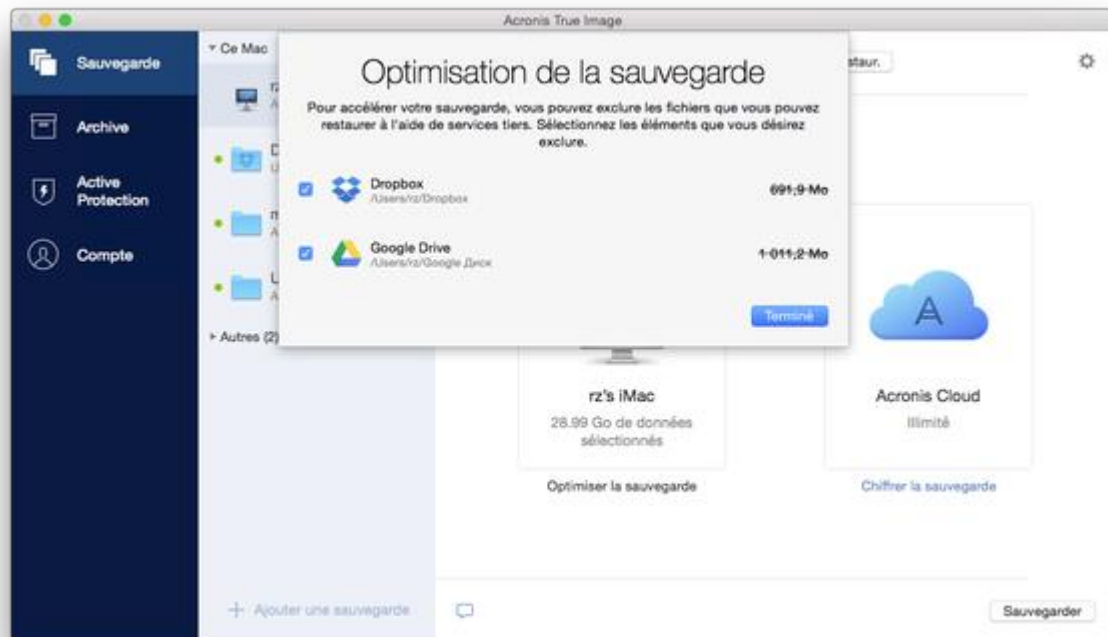 Acronis True Image
Sauvegarde
Archive
Active
Protection
Compte
Ce Mac
Autres (2)
Ajouter une sauvegarde
staur.
Optimisation de la sauvegarde
Pour accélérer votre sauvegarde, vous pouvez exclure les fichiers que vous pouvez
restaurer à l'aide de services tiers. Sélectionnez les éléments que vous désirez
exclure.
Dropbox
691,9 Mo
/Users/rz/Dropbox
Google Drive
1 011,2 Mo
/Users/rz/Google Диск
Terminé
rz's iMac
28.99 Go de données
sélectionnés
Optimiser la sauvegarde
Acronis Cloud
Illimité
Chiffrer la sauvegarde
Sauvegarder